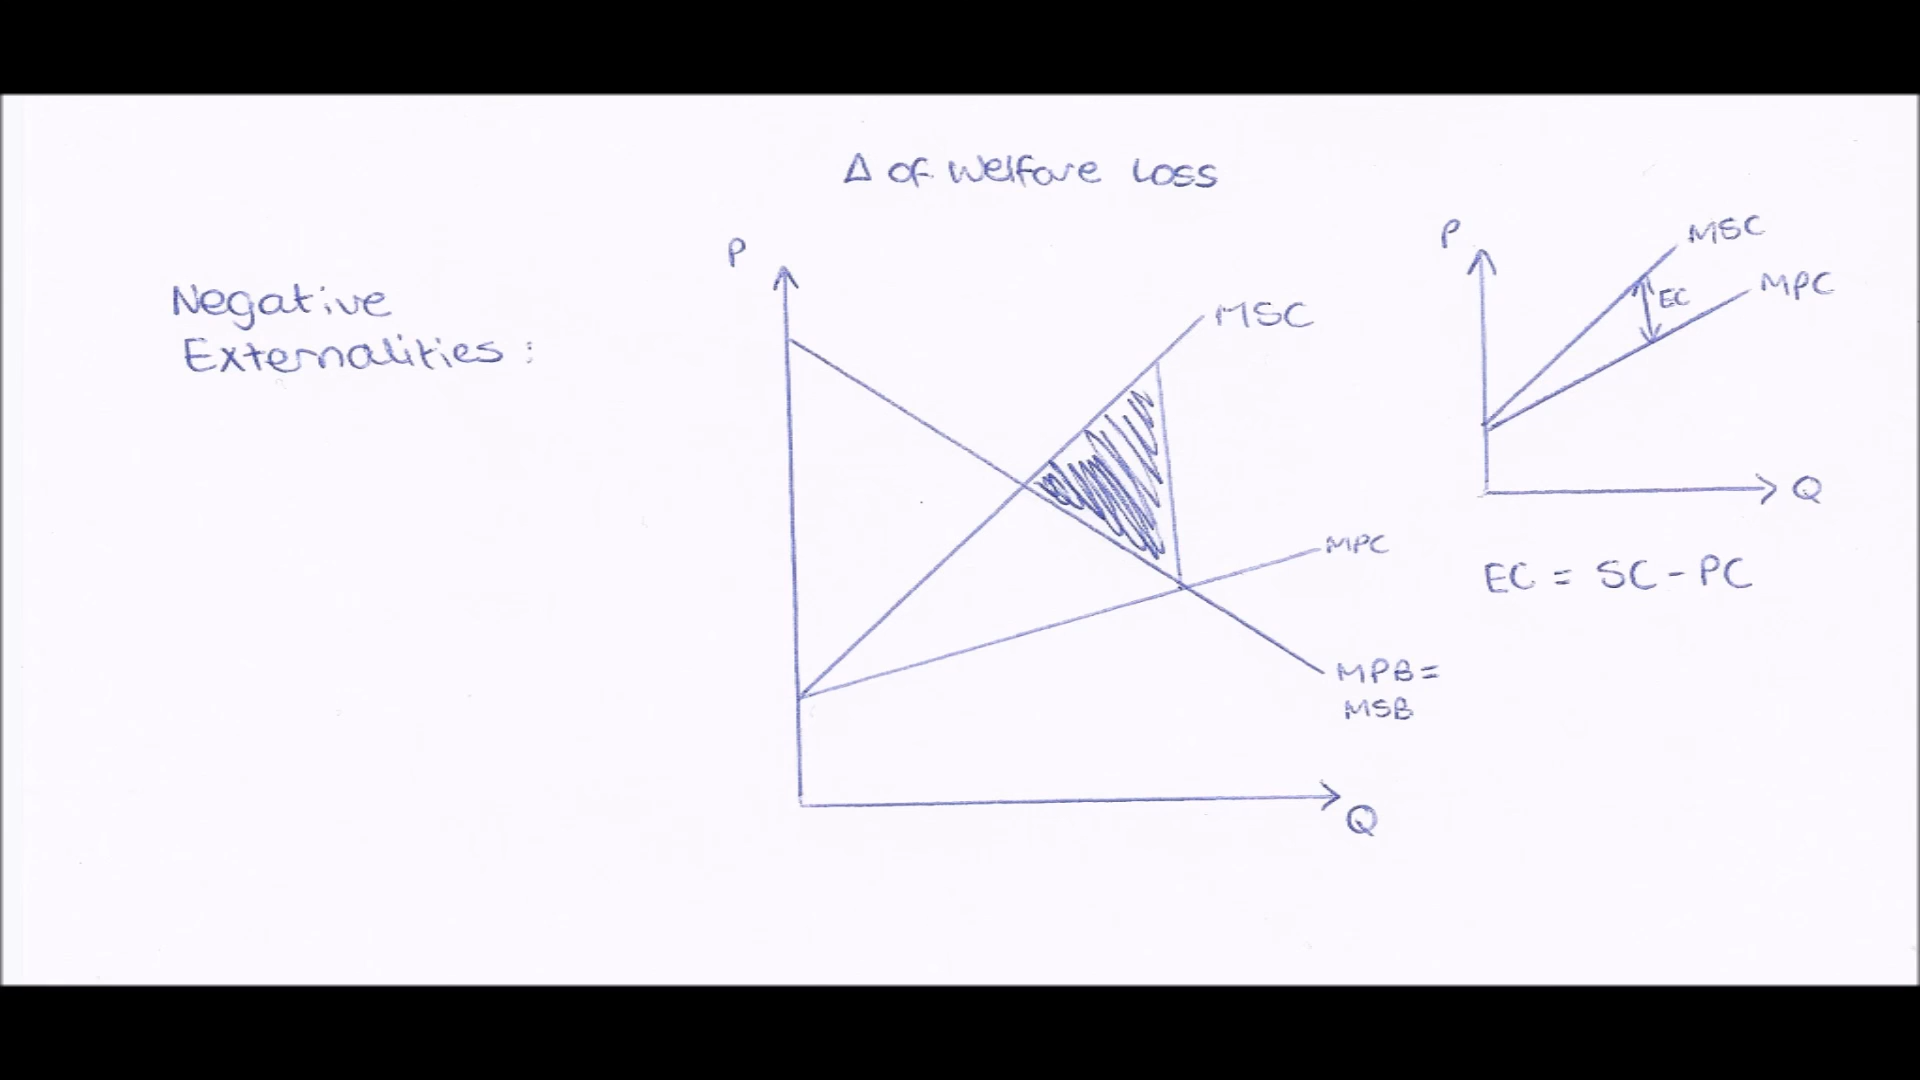 Δ of Welfare Loss
Negative
Externalities :
P
MSC
MPC
MPB =
MSB
Q
P
MSC
EC
MPC
Q
EC = SC - PC